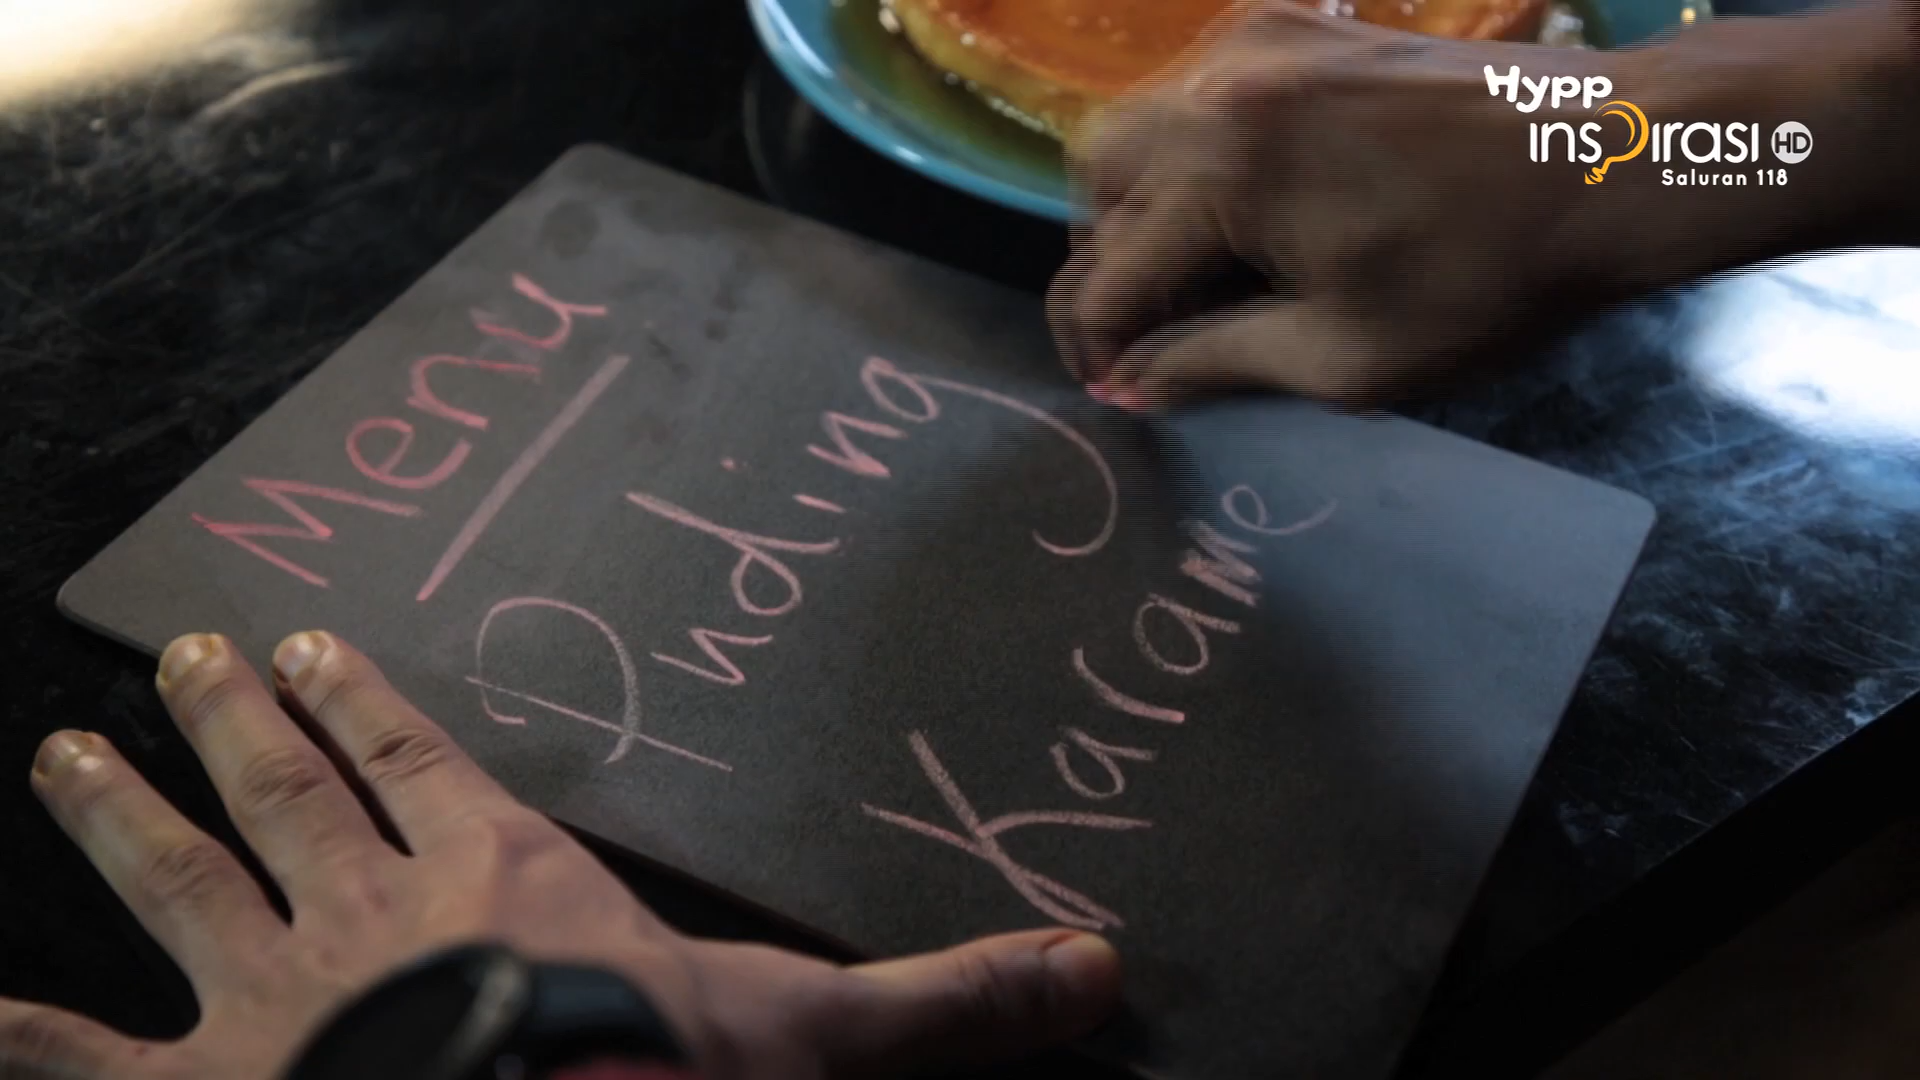 Hypp
inspirasi HD
Saluran 118
Menu
Puding
Karame